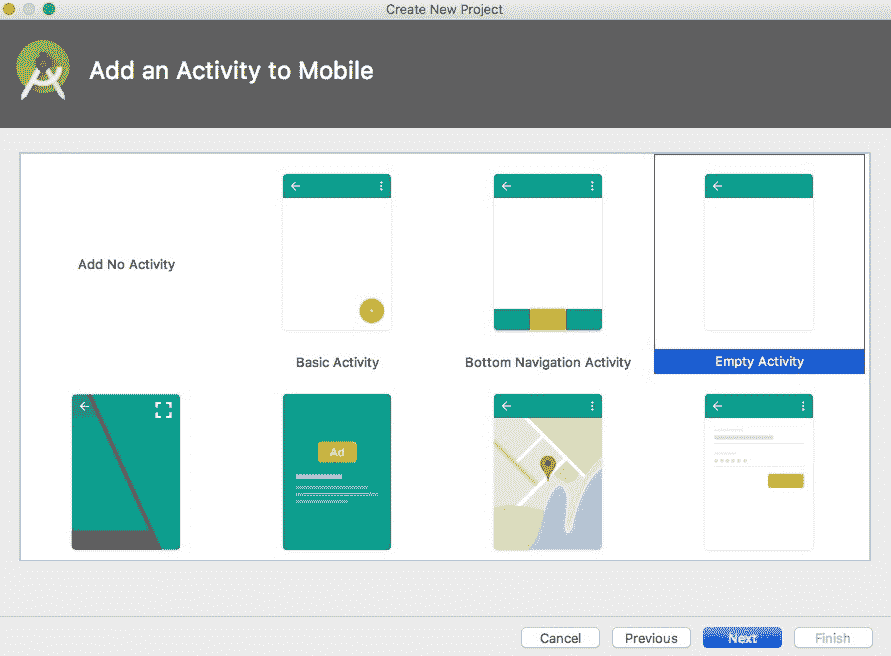 Create New Project
Add an Activity to Mobile
Add No Activity
Basic Activity
Bottom Navigation Activity
Empty Activity
Ad
Cancel
Previous
Next
Finish